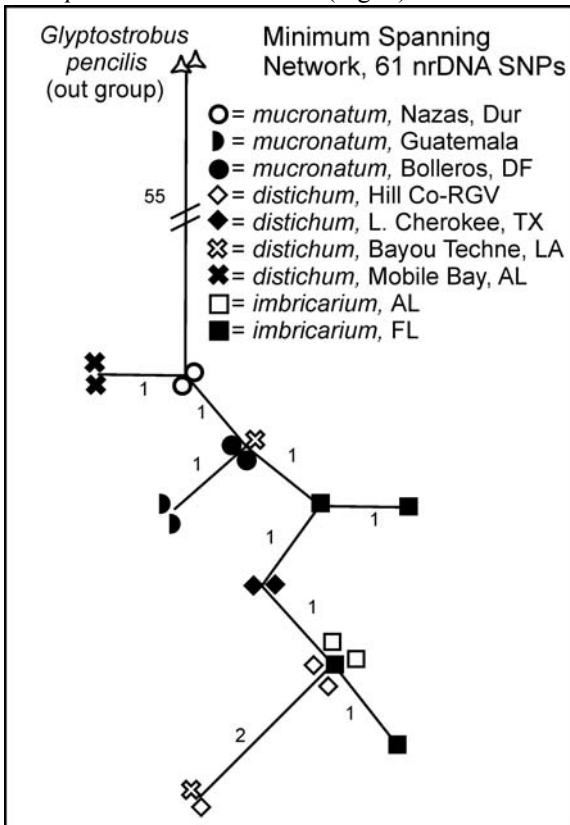 Glyptostrobus
pencilis
(out group)
Minimum Spanning
Network, 61 nrDNA SNPs
= mucronatum, Nazas, Dur
= mucronatum, Guatemala
= mucronatum, Bolleros, DF
= distichum, Hill Co-RGV
= distichum, L. Cherokee, TX
= distichum, Bayou Techne, LA
= distichum, Mobile Bay, AL
= imbricarium, AL
= imbricarium, FL
55
1
1
1
1
1
1
1
1
2